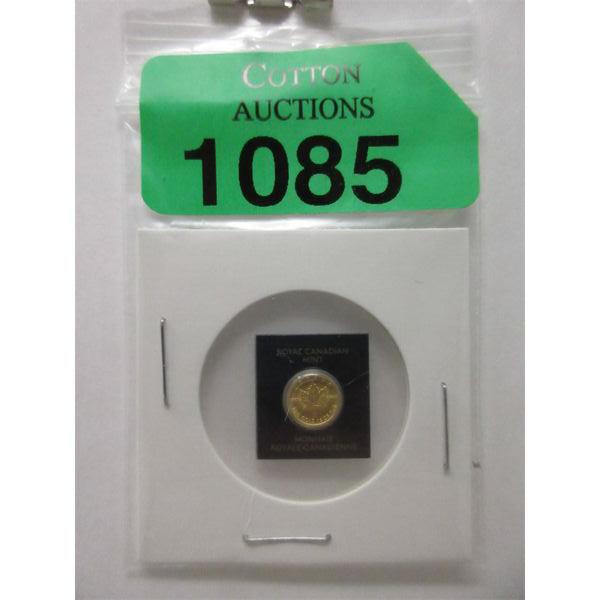 COTTON
AUCTIONS
1085
ROYAL CANADIAN
MINT
MONNAIE
ROYALE CANADIENNE